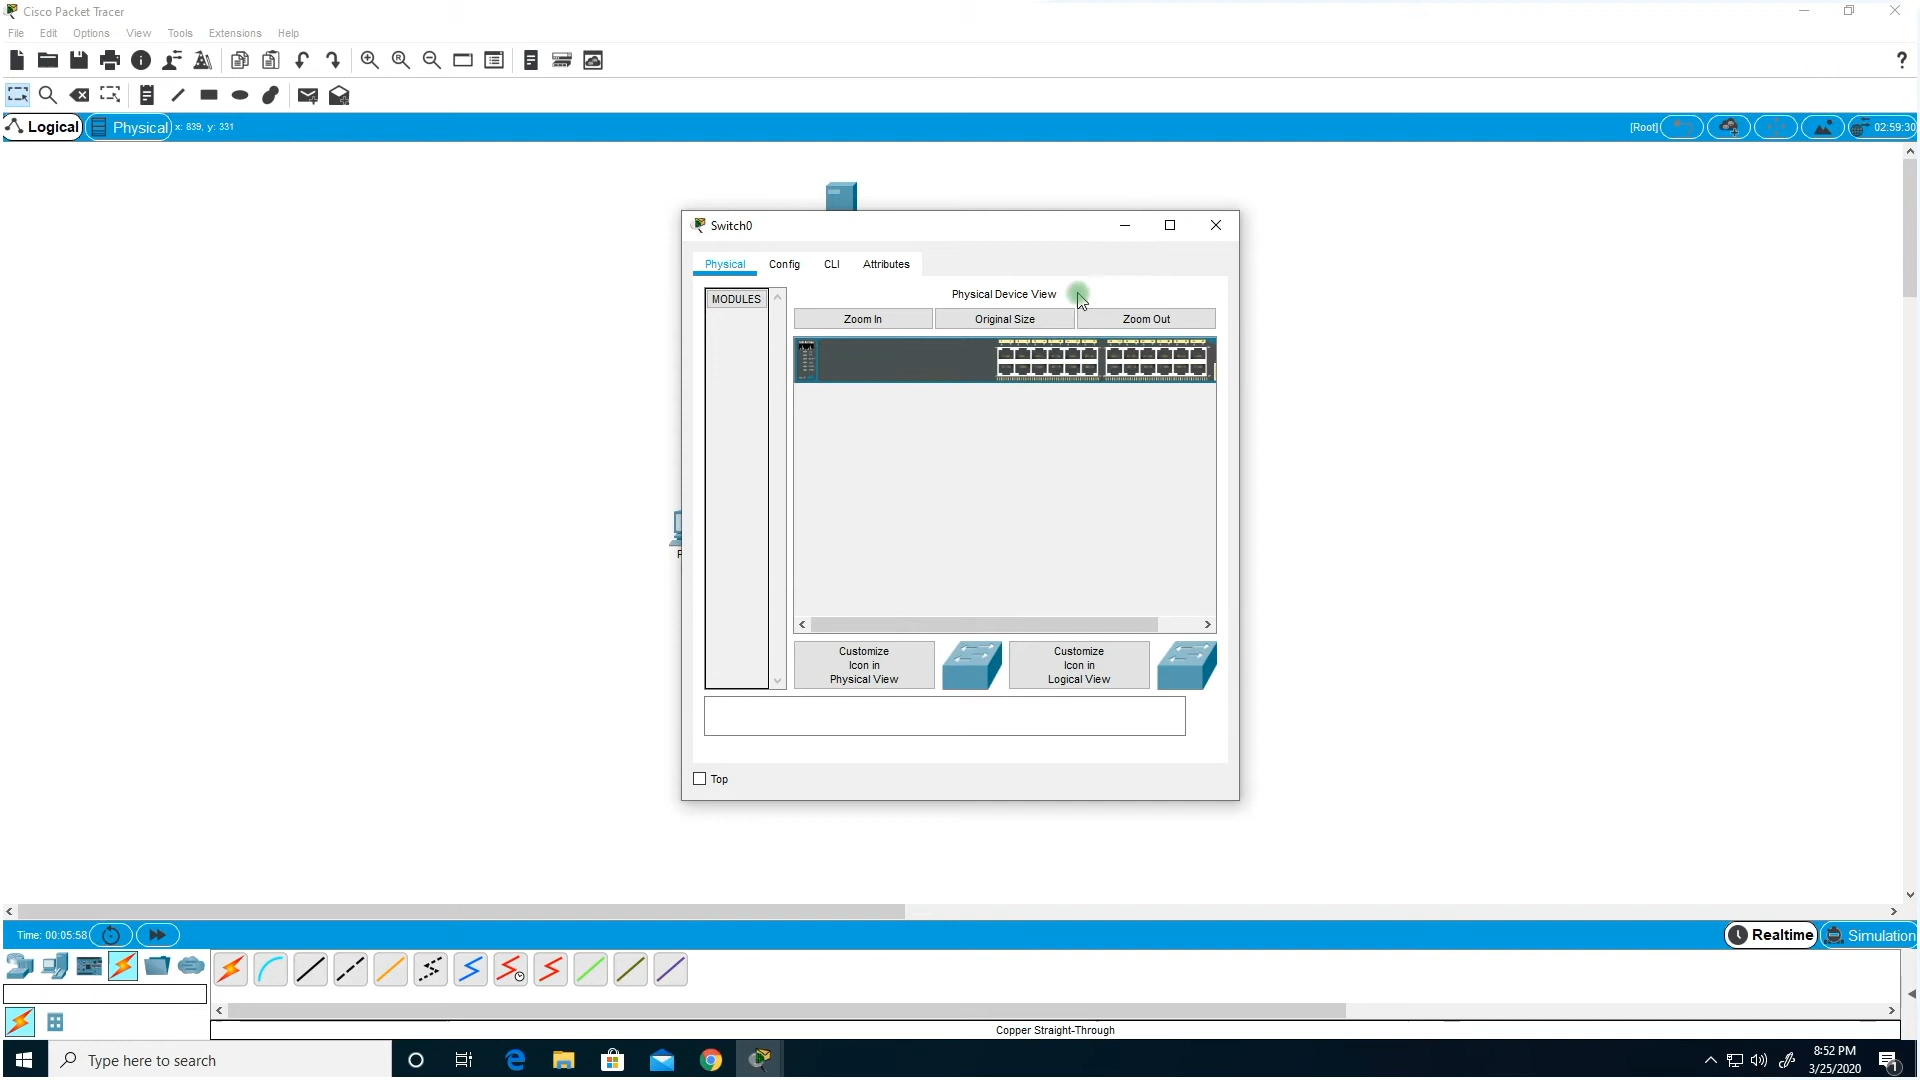 Cisco Packet Tracer
File Edit Options View Tools Extensions Help
?
Logical Physical x: 839, y: 331 [Root] 02:59:30
Switch0
Physical Config CLI Attributes
MODULES
Physical Device View
Zoom In Original Size Zoom Out
Customize
Icon in
Physical View
Customize
Icon in
Logical View
Top
Time: 00:05:58
Realtime Simulation
Copper Straight-Through
Type here to search
8:52 PM
3/25/2020
1